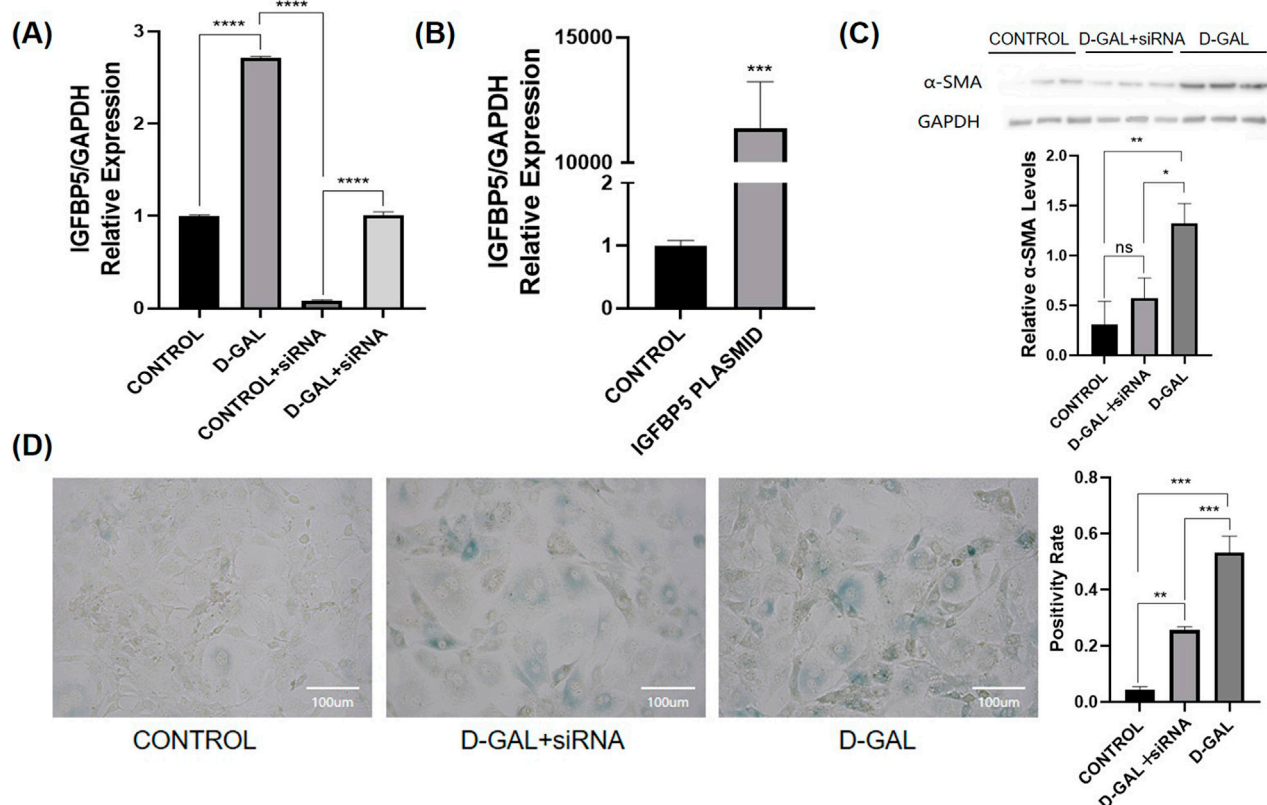 (A)
IGFBP5/GAPDH
Relative Expression
3
2
1
0
****
****
****
CONTROL
D-GAL
CONTROL+siRNA
D-GAL+siRNA
(B)
IGFBP5/GAPDH
Relative Expression
15000
10000
2
1
0
***
CONTROL
IGFBP5 PLASMID
(C)
CONTROL D-GAL+siRNA D-GAL
α-SMA
GAPDH
Relative α-SMA Levels
2.0
1.5
1.0
0.5
0.0
**
*
ns
CONTROL
D-GAL +siRNA
D-GAL
(D)
100um
100um
100um
CONTROL
D-GAL+siRNA
D-GAL
Positivity Rate
0.8
0.6
0.4
0.2
0.0
***
***
**
CONTROL
D-GAL +siRNA
D-GAL